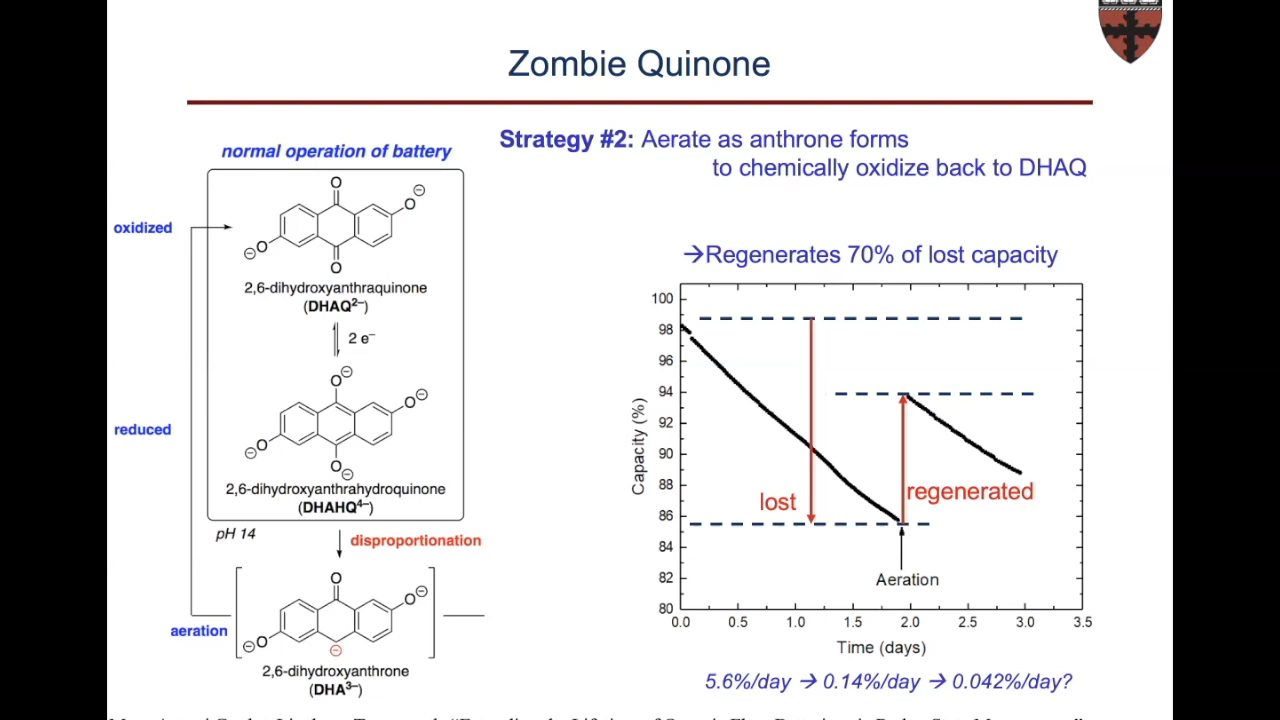 Zombie Quinone
Strategy #2: Aerate as anthrone forms
to chemically oxidize back to DHAQ
normal operation of battery
oxidized
O
O⊖
⊖O
O
2,6-dihydroxyanthraquinone
(DHAQ²⁻)
2 e⁻
reduced
O⊖
O⊖
⊖O
O⊖
2,6-dihydroxyanthrahydroquinone
(DHAHQ⁴⁻)
pH 14
disproportionation
aeration
O
O⊖
⊖O
⊖
2,6-dihydroxyanthrone
(DHA³⁻)
→Regenerates 70% of lost capacity
Capacity (%)
100
98
96
94
92
90
88
86
84
82
80
lost
regenerated
Aeration
0.0 0.5 1.0 1.5 2.0 2.5 3.0 3.5
Time (days)
5.6%/day → 0.14%/day → 0.042%/day?